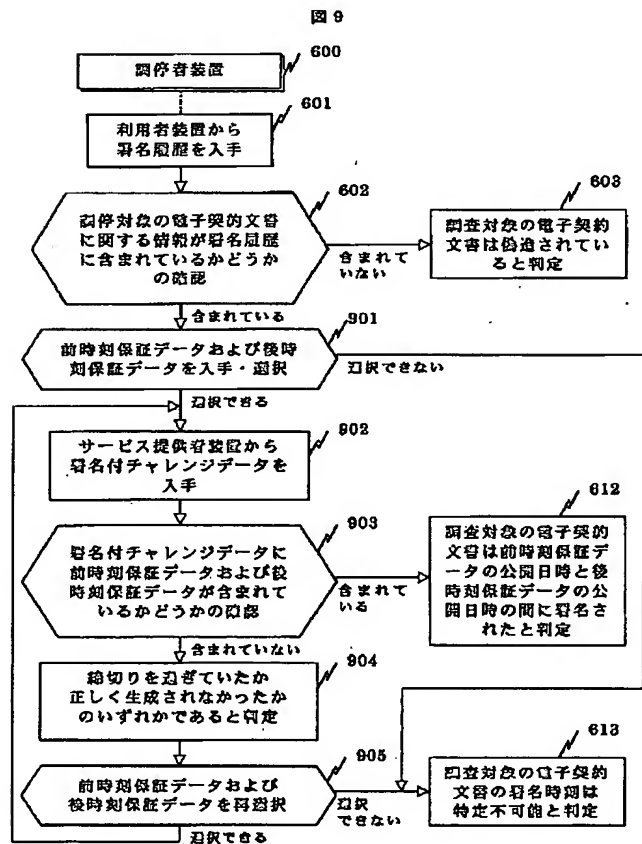 図9
600
調停者装置
601
利用者装置から
署名履歴を入手
602
調停対象の電子契約文書
に関する情報が署名履歴
に含まれているかどうか
の確認
含まれて
いない
603
調査対象の電子契約
文書は偽造されてい
ると判定
含まれている
901
前時刻保証データおよび後時
刻保証データを入手・選択
選択できない
選択できる
902
サービス提供者装置から
署名付チャレンジデータを
入手
903
署名付チャレンジデータに
前時刻保証データおよび後
時刻保証データが含まれて
いるかどうかの確認
含まれて
いる
612
調査対象の電子契約
文書は前時刻保証デ
ータの公開日時と後
時刻保証データの公
開日時の間に署名さ
れたと判定
含まれていない
904
締切りを過ぎていたか
正しく生成されなかったか
のいずれかであると判定
905
前時刻保証データおよび
後時刻保証データを再選択
選択
できない
613
調査対象の電子契約
文書の署名時刻は
特定不可能と判定
選択できる